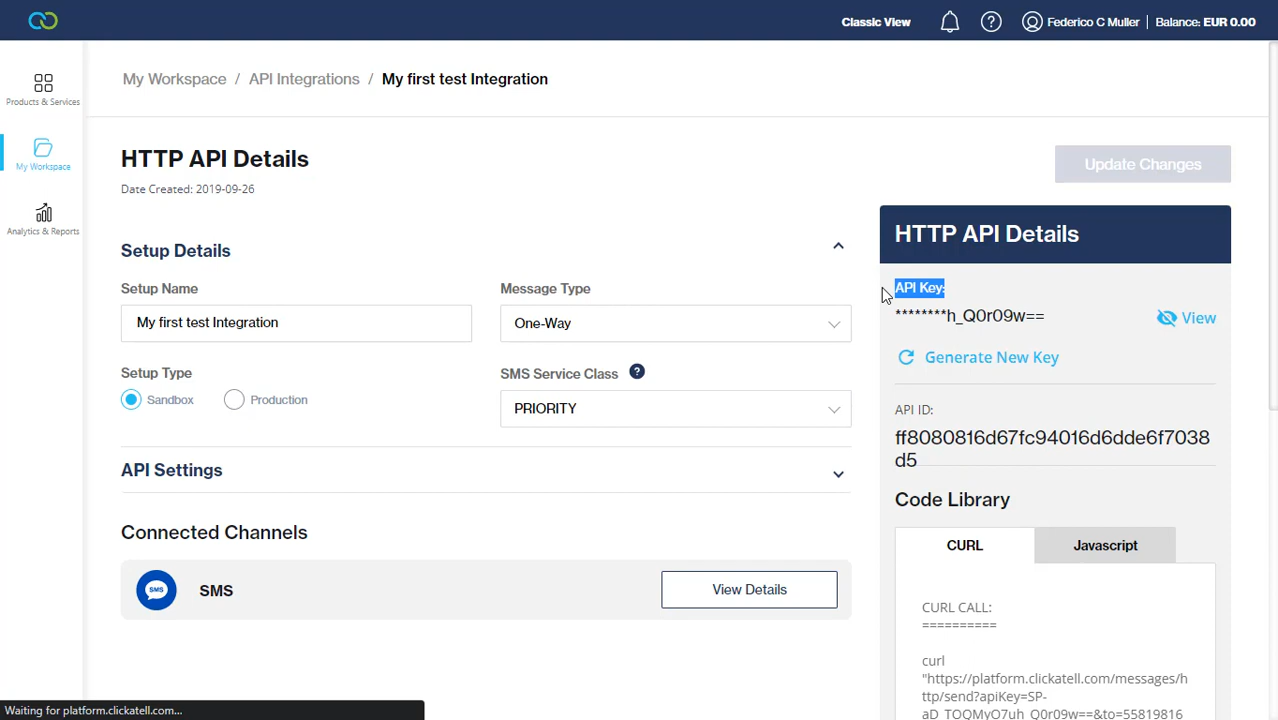 Classic View
Federico C Muller
Balance: EUR 0.00
Products & Services
My Workspace
Analytics & Reports
My Workspace / API Integrations / My first test Integration
HTTP API Details
Date Created: 2019-09-26
Update Changes
Setup Details
Setup Name
My first test Integration
Message Type
One-Way
Setup Type
Sandbox
Production
SMS Service Class ?
PRIORITY
API Settings
Connected Channels
SMS
SMS
View Details
HTTP API Details
API Key:
********h_Q0r09w==
View
Generate New Key
API ID:
ff8080816d67fc94016d6dde6f7038
d5
Code Library
CURL
Javascript
CURL CALL:
==========
curl
"https://platform.clickatell.com/messages/h
ttp/send?apiKey=SP-
aD_TOQMyO7uh_Q0r09w==&to=55819816
Waiting for platform.clickatell.com...